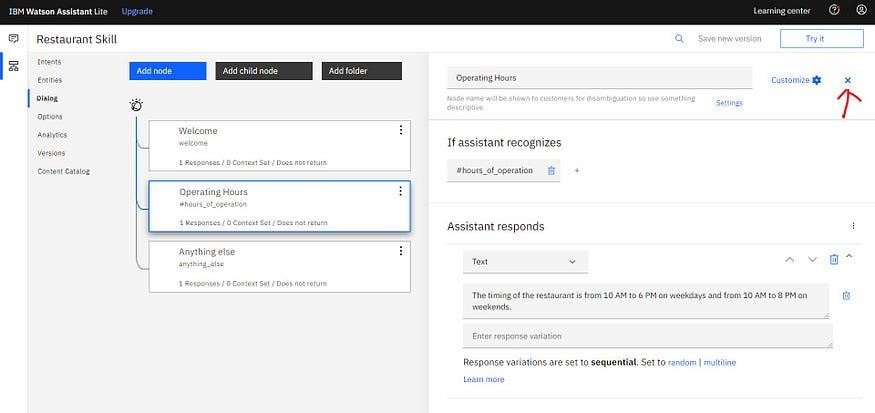 IBM Watson Assistant Lite
Upgrade
Learning center
Restaurant Skill
Save new version
Try it
Intents
Entities
Dialog
Options
Analytics
Versions
Content Catalog
Add node
Add child node
Add folder
Welcome
welcome
1 Responses / 0 Context Set / Does not return
Operating Hours
#hours_of_operation
1 Responses / 0 Context Set / Does not return
Anything else
anything_else
1 Responses / 0 Context Set / Does not return
Operating Hours
Customize
Node name will be shown to customers for disambiguation so use something
descriptive.
Settings
If assistant recognizes
#hours_of_operation
Assistant responds
Text
The timing of the restaurant is from 10 AM to 6 PM on weekdays and from 10 AM to 8 PM on
weekends.
Enter response variation
Response variations are set to sequential. Set to random | multiline
Learn more